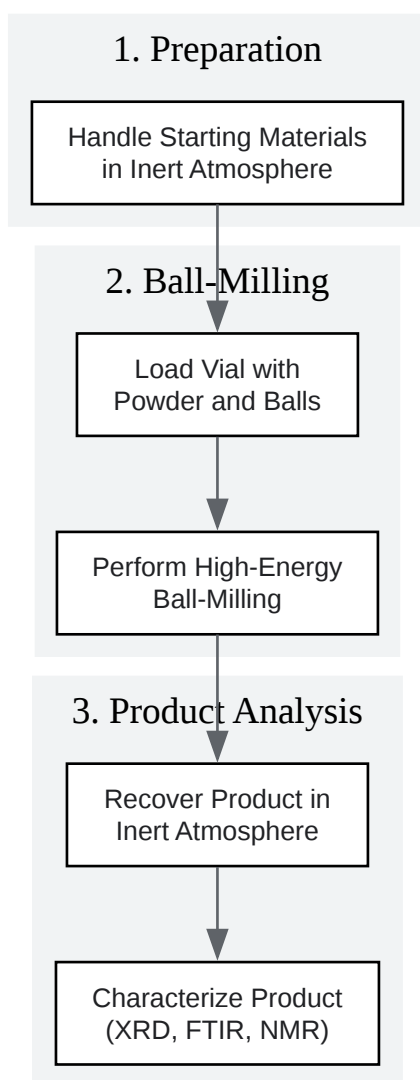 1. Preparation
Handle Starting Materials
in Inert Atmosphere
2. Ball-Milling
Load Vial with
Powder and Balls
Perform High-Energy
Ball-Milling
3. Product Analysis
Recover Product in
Inert Atmosphere
Characterize Product
(XRD, FTIR, NMR)